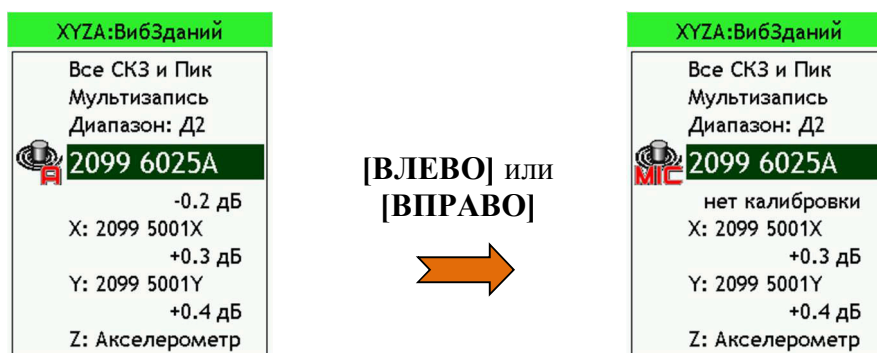 XYZA:ВибЗданий
Все СКЗ и Пик
Мультизапись
Диапазон: Д2
A
2099 6025A
-0.2 дБ
X: 2099 5001X
+0.3 дБ
Y: 2099 5001Y
+0.4 дБ
Z: Акселерометр
[ВЛЕВО] или
[ВПРАВО]
XYZA:ВибЗданий
Все СКЗ и Пик
Мультизапись
Диапазон: Д2
MIC
2099 6025A
нет калибровки
X: 2099 5001X
+0.3 дБ
Y: 2099 5001Y
+0.4 дБ
Z: Акселерометр